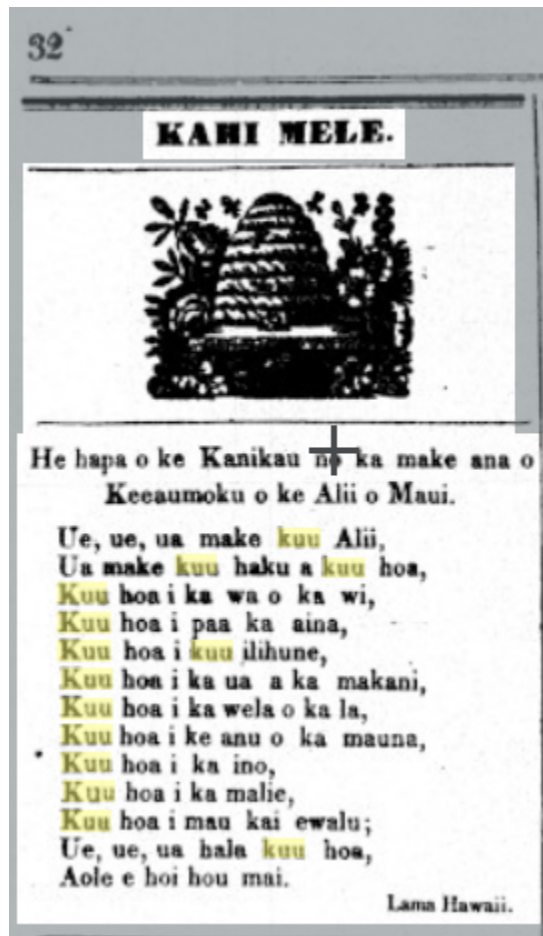 32
KAHI MELE.
He hapa o ke Kanikau no ka make ana o
Keeaumoku o ke Alii o Maui.
Ue, ue, ua make kuu Alii,
Ua make kuu haku a kuu hoa,
Kuu hoa i ka wa o ka wi,
Kuu hoa i paa ka aina,
Kuu hoa i kuu ilihune,
Kuu hoa i ka ua a ka makani,
Kuu hoa i ka wela o ka la,
Kuu hoa i ke anu o ka mauna,
Kuu hoa i ka ino,
Kuu hoa i ka malie,
Kuu hoa i mau kai ewalu;
Ue, ue, ua hala kuu hoa,
Aole e hoi hou mai.
Lama Hawaii.